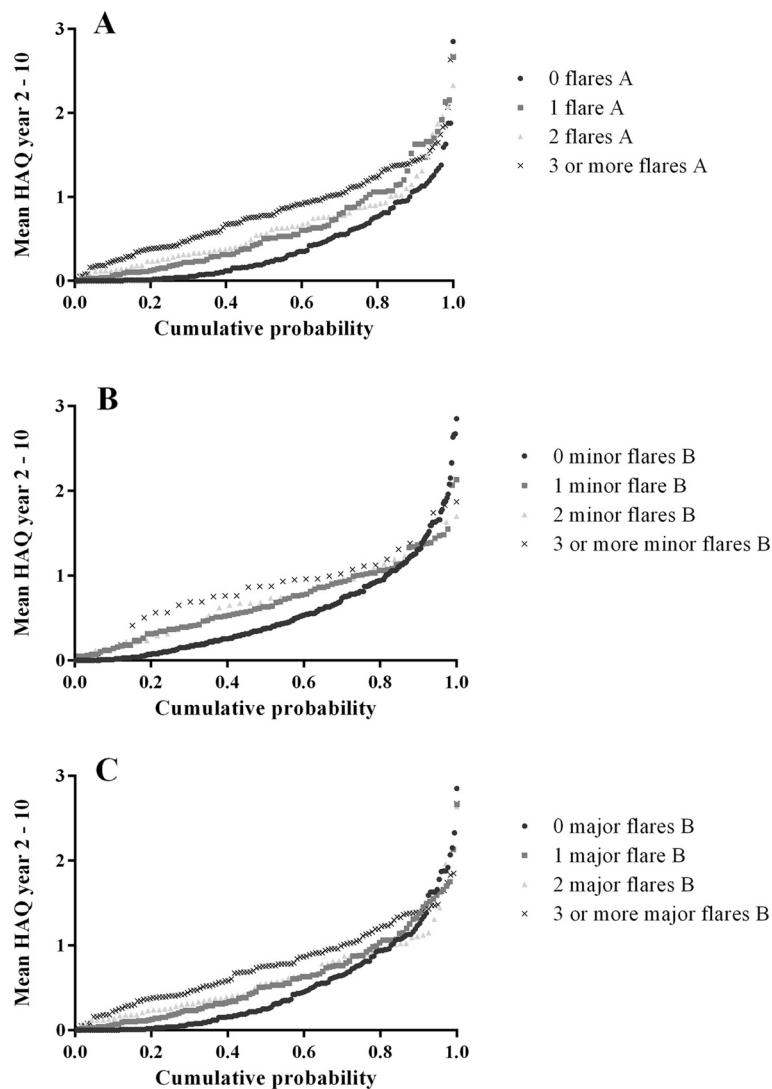 A
3
2
1
0
Mean HAQ year 2 - 10
0.0 0.2 0.4 0.6 0.8 1.0
Cumulative probability
0 flares A
1 flare A
2 flares A
3 or more flares A
B
3
2
1
0
Mean HAQ year 2 - 10
0.0 0.2 0.4 0.6 0.8 1.0
Cumulative probability
0 minor flares B
1 minor flare B
2 minor flares B
3 or more minor flares B
C
3
2
1
0
Mean HAQ year 2 - 10
0.0 0.2 0.4 0.6 0.8 1.0
Cumulative probability
0 major flares B
1 major flare B
2 major flares B
3 or more major flares B